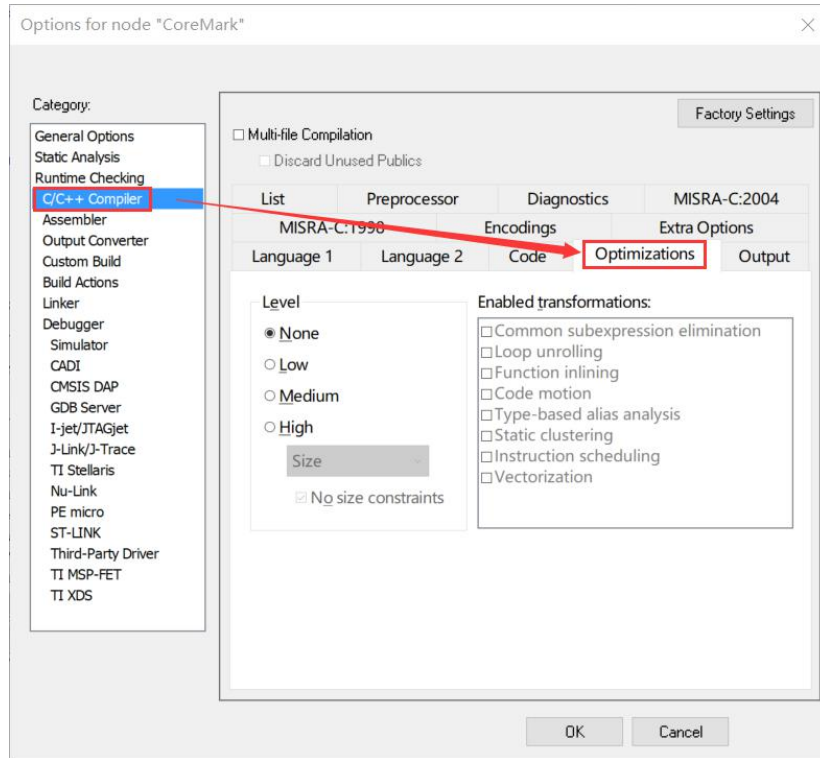 Options for node "CoreMark"
Category:
General Options
Static Analysis
Runtime Checking
C/C++ Compiler
Assembler
Output Converter
Custom Build
Build Actions
Linker
Debugger
Simulator
CADI
CMSIS DAP
GDB Server
I-jet/JTAGjet
J-Link/J-Trace
TI Stellaris
Nu-Link
PE micro
ST-LINK
Third-Party Driver
TI MSP-FET
TI XDS
Factory Settings
Multi-file Compilation
Discard Unused Publics
List Preprocessor Diagnostics MISRA-C:2004
MISRA-C:1998 Encodings Extra Options
Language 1 Language 2 Code Optimizations Output
Level
None
Low
Medium
High
Size
No size constraints
Enabled transformations:
Common subexpression elimination
Loop unrolling
Function inlining
Code motion
Type-based alias analysis
Static clustering
Instruction scheduling
Vectorization
OK Cancel